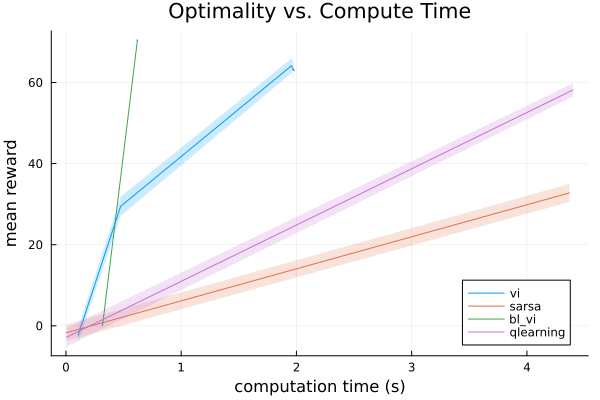 Optimality vs. Compute Time
mean reward
60
40
20
0
0 1 2 3 4
computation time (s)
vi
sarsa
bl_vi
qlearning